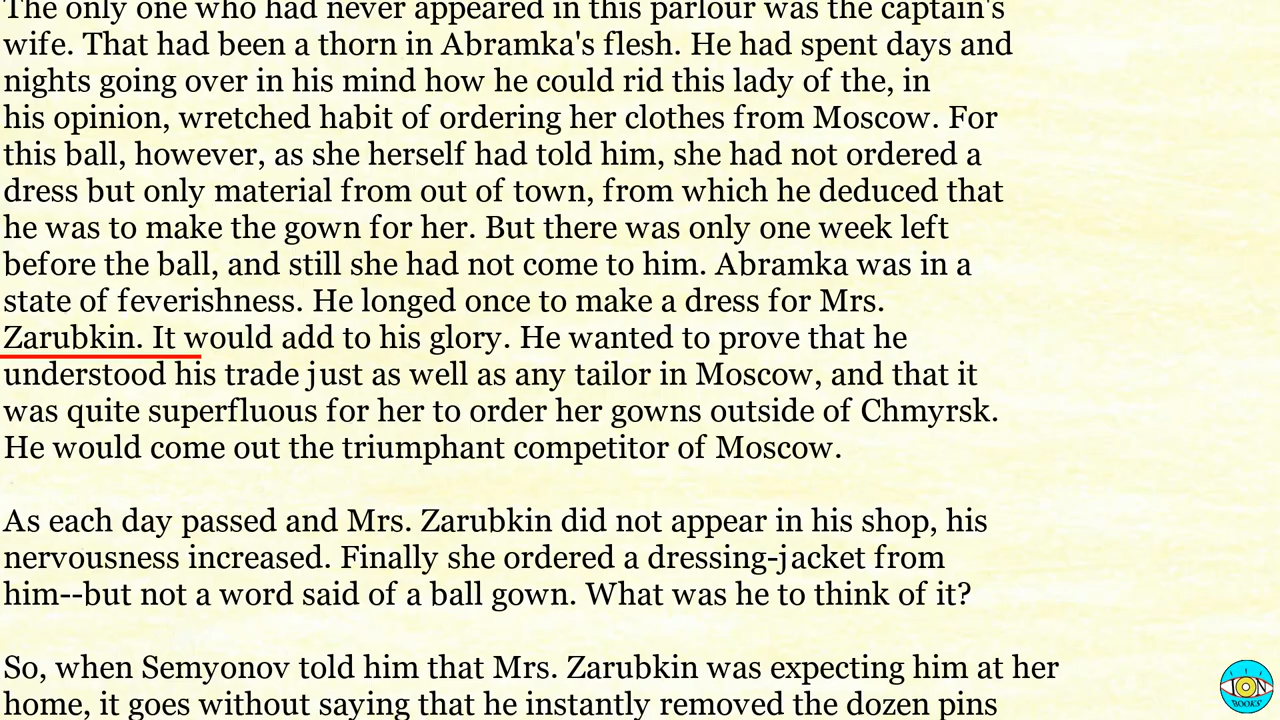 The only one who had never appeared in this parlour was the captain's
wife. That had been a thorn in Abramka's flesh. He had spent days and
nights going over in his mind how he could rid this lady of the, in
his opinion, wretched habit of ordering her clothes from Moscow. For
this ball, however, as she herself had told him, she had not ordered a
dress but only material from out of town, from which he deduced that
he was to make the gown for her. But there was only one week left
before the ball, and still she had not come to him. Abramka was in a
state of feverishness. He longed once to make a dress for Mrs.
Zarubkin. It would add to his glory. He wanted to prove that he
understood his trade just as well as any tailor in Moscow, and that it
was quite superfluous for her to order her gowns outside of Chmyrsk.
He would come out the triumphant competitor of Moscow.
As each day passed and Mrs. Zarubkin did not appear in his shop, his
nervousness increased. Finally she ordered a dressing-jacket from
him--but not a word said of a ball gown. What was he to think of it?
So, when Semyonov told him that Mrs. Zarubkin was expecting him at her
home, it goes without saying that he instantly removed the dozen pins
ION
BOOKS